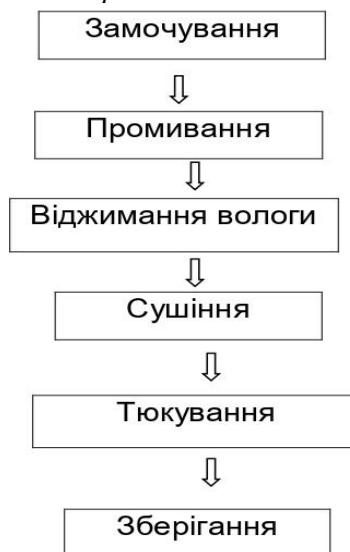 Замочування
Промивання
Віджимання вологи
Сушіння
Тюкування
Зберігання